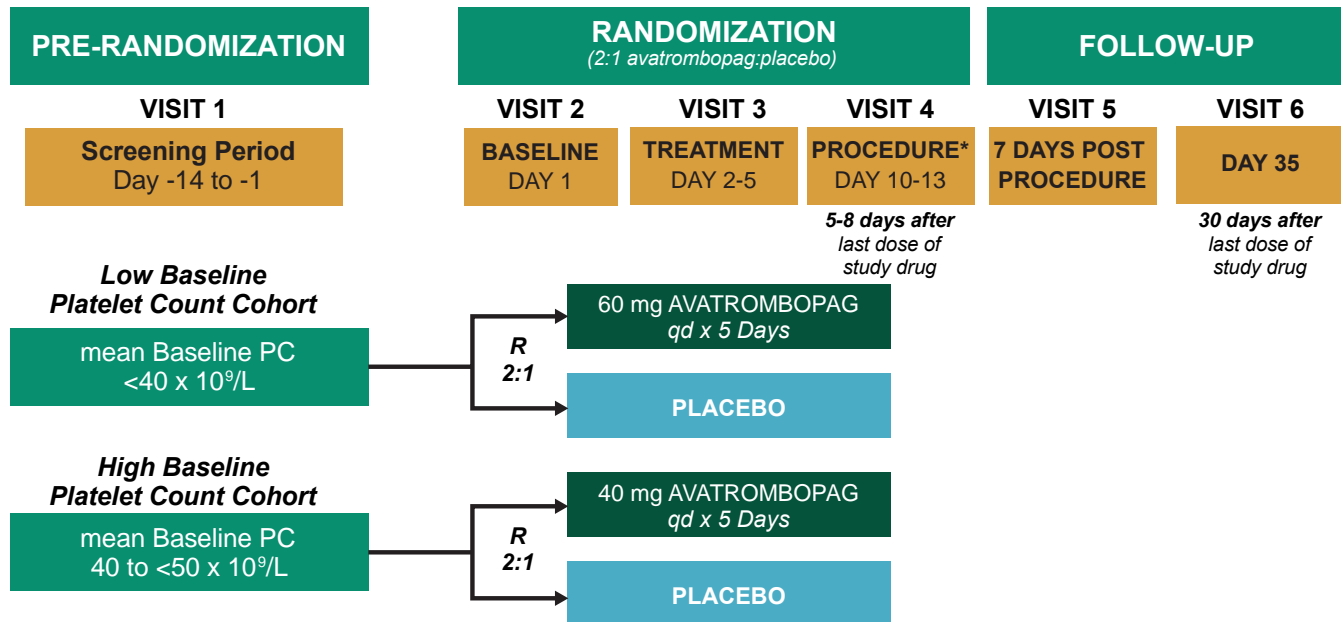 PRE-RANDOMIZATION
RANDOMIZATION
(2:1 avatrombopag:placebo)
FOLLOW-UP
VISIT 1
VISIT 2
VISIT 3
VISIT 4
VISIT 5
VISIT 6
Screening Period
Day -14 to -1
BASELINE
DAY 1
TREATMENT
DAY 2-5
PROCEDURE*
DAY 10-13
7 DAYS POST
PROCEDURE
DAY 35
5-8 days after
last dose of
study drug
30 days after
last dose of
study drug
Low Baseline
Platelet Count Cohort
mean Baseline PC
<40 x 10⁹/L
R
2:1
60 mg AVATROMBOPAG
qd x 5 Days
PLACEBO
High Baseline
Platelet Count Cohort
mean Baseline PC
40 to <50 x 10⁹/L
R
2:1
40 mg AVATROMBOPAG
qd x 5 Days
PLACEBO